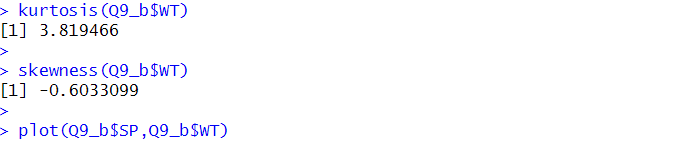 > kurtosis(Q9_b$WT)
[1] 3.819466
>
> skewness(Q9_b$WT)
[1] -0.6033099
>
> plot(Q9_b$SP,Q9_b$WT)